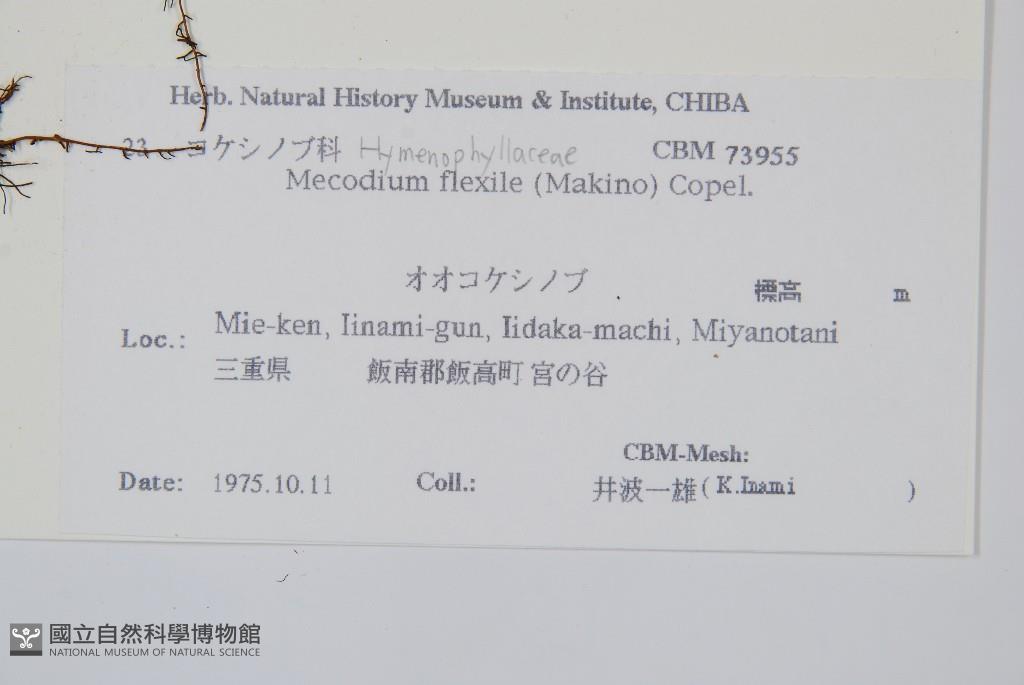 Herb. Natural History Museum & Institute, CHIBA
23 コケシノブ科 Hymenophyllaceae CBM 73955
Mecodium flexile (Makino) Copel.
オオコケシノブ 標高 m
Loc.: Mie-ken, Iinami-gun, Iidaka-machi, Miyanotani
三重県 飯南郡飯高町 宮の谷
CBM-Mesh:
Date: 1975.10.11 Coll.: 井波一雄 ( K.Inami )
國立自然科學博物館
NATIONAL MUSEUM OF NATURAL SCIENCE